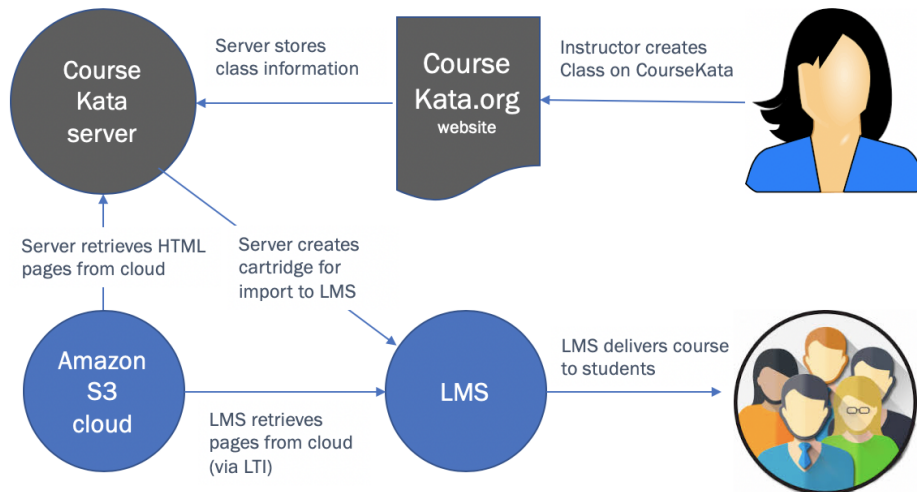 Course
Kata
server
Server stores
class information
Course
Kata.org
website
Instructor creates
Class on CourseKata
Server retrieves HTML
pages from cloud
Server creates
cartridge for
import to LMS
Amazon
S3
cloud
LMS retrieves
pages from cloud
(via LTI)
LMS
LMS delivers course
to students